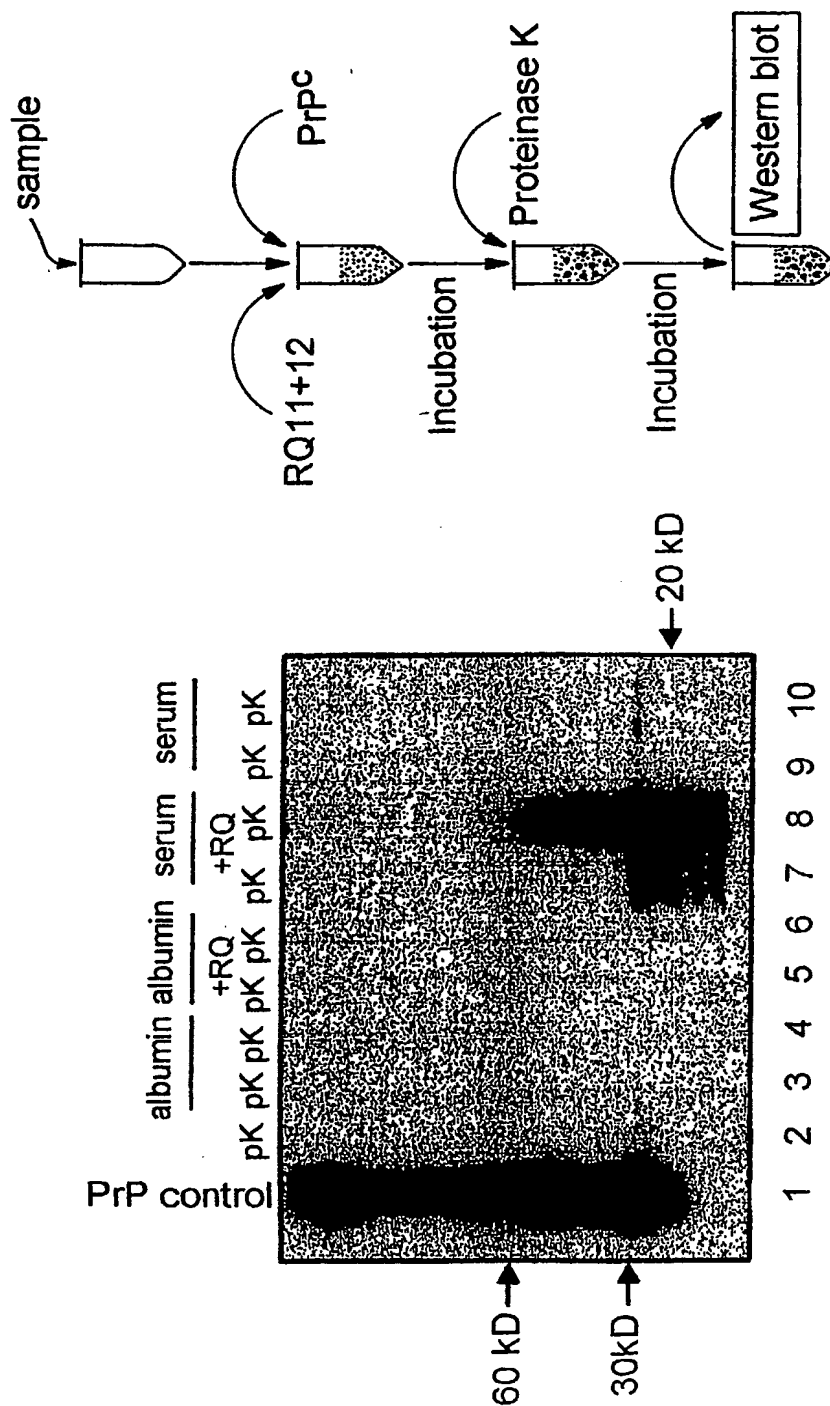 albumin albumin serum serum
+RQ +RQ
PrP control pK pK pK pK pK pK pK pK pK
60 kD
30kD
20 kD
1 2 3 4 5 6 7 8 9 10
sample
RQ11+12
PrPC
Incubation
Proteinase K
Incubation
Western blot